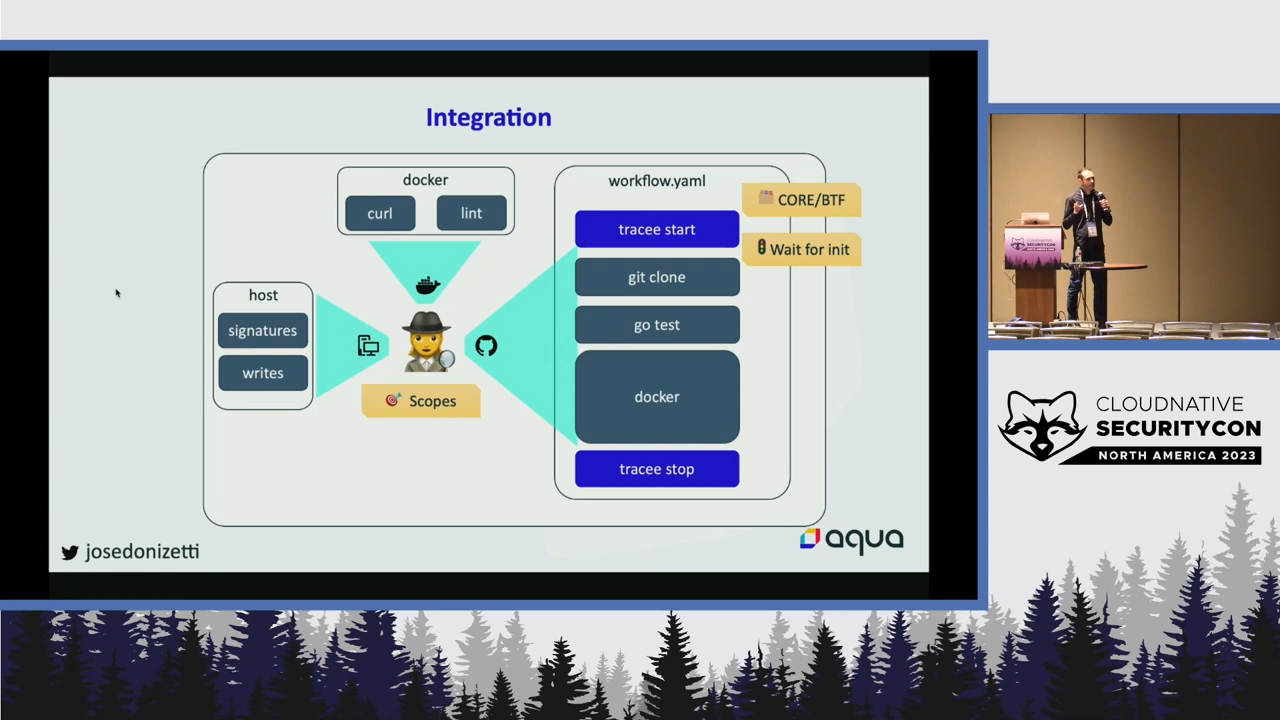 Integration
docker
curl
lint
host
signatures
writes
Scopes
workflow.yaml
tracee start
git clone
go test
docker
tracee stop
CORE/BTF
Wait for init
josedonizetti
aqua
CLOUDNATIVE
SECURITYCON
NORTH AMERICA 2023